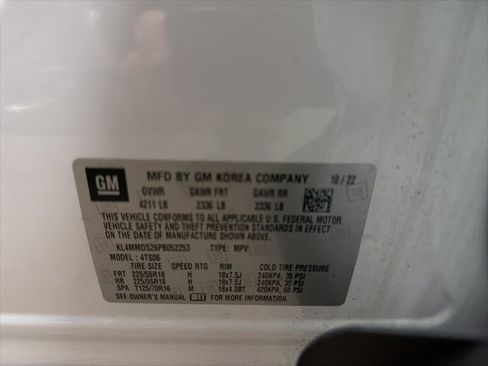 GM MFD BY GM KOREA COMPANY 10 / 22
GVWR GAWR FRT GAWR RR
4211 LB 2336 LB 2336 LB
THIS VEHICLE CONFORMS TO ALL APPLICABLE U.S. FEDERAL MOTOR
VEHICLE SAFETY, BUMPER, AND THEFT PREVENTION STANDARDS IN
EFFECT ON THE DATE OF MANUFACTURE SHOWN ABOVE.
KL4MMDS26PB052253 TYPE: MPV
MODEL : 4TS06
TIRE SIZE SPEED RTG RIM COLD TIRE PRESSURE
FRT 225/55R18 H 18x7.5J 240KPA, 35 PSI
RR 225/55R18 H 18x7.5J 240KPA, 35 PSI
SPA T125/70R16 M 16x4.0BT 420KPA, 60 PSI
SEE OWNER'S MANUAL